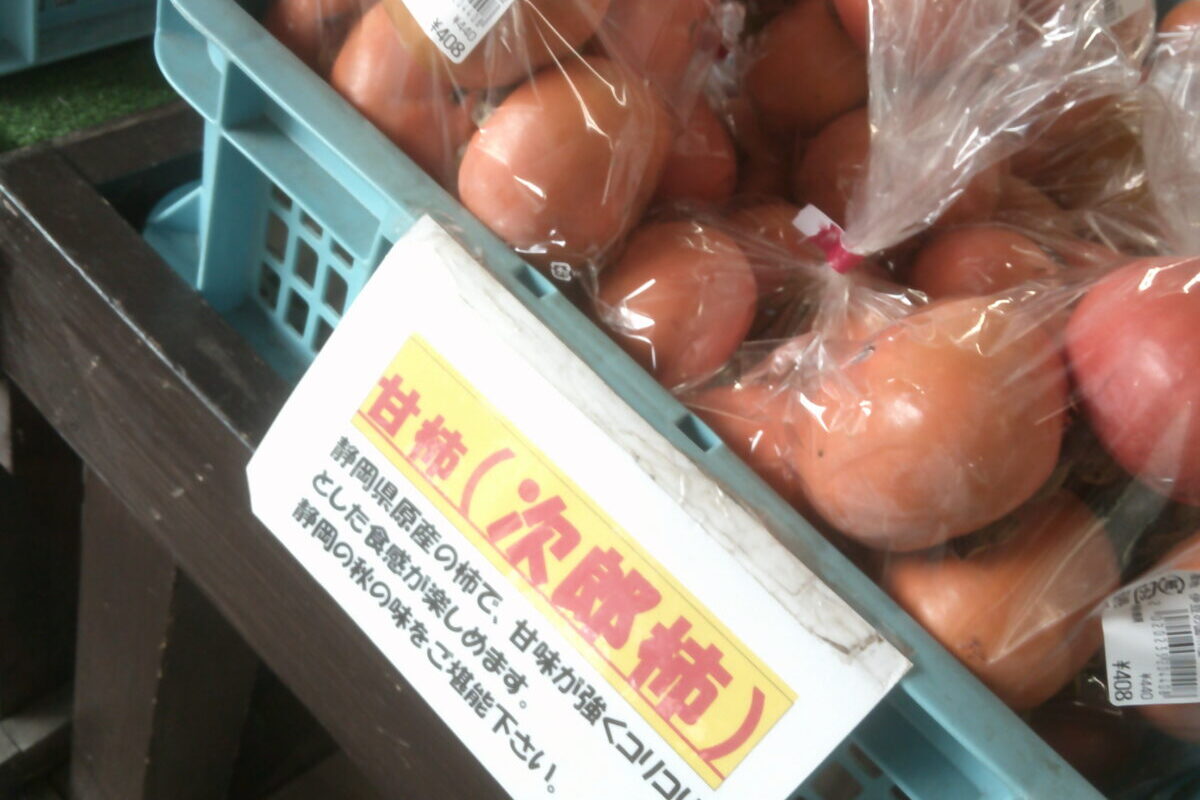 ¥440
¥408
甘柿(次郎柿)
静岡県原産の柿で、甘味が強くコリコリ
とした食感が楽しめます。
静岡の秋の味をご堪能下さい。
¥408
¥440